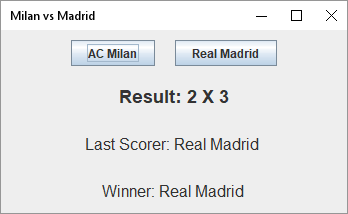 Milan vs Madrid
AC Milan Real Madrid
Result: 2 X 3
Last Scorer: Real Madrid
Winner: Real Madrid